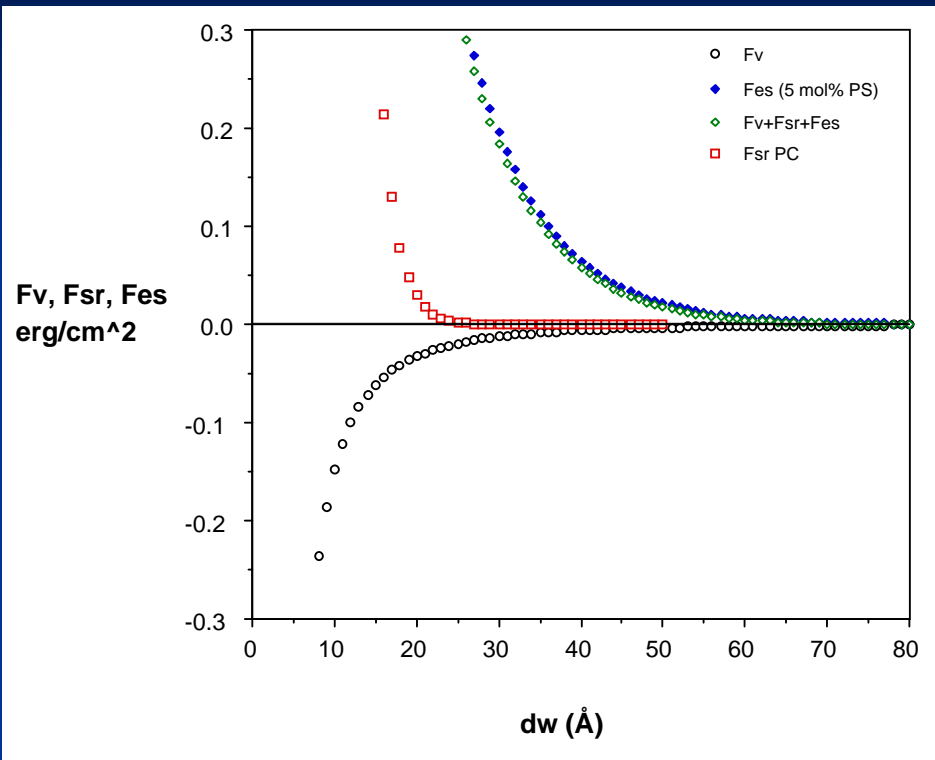 0.3
0.2
0.1
0.0
-0.1
-0.2
-0.3
Fv, Fsr, Fes
erg/cm^2
Fv
Fes (5 mol% PS)
Fv+Fsr+Fes
Fsr PC
0 10 20 30 40 50 60 70 80
dw (Å)